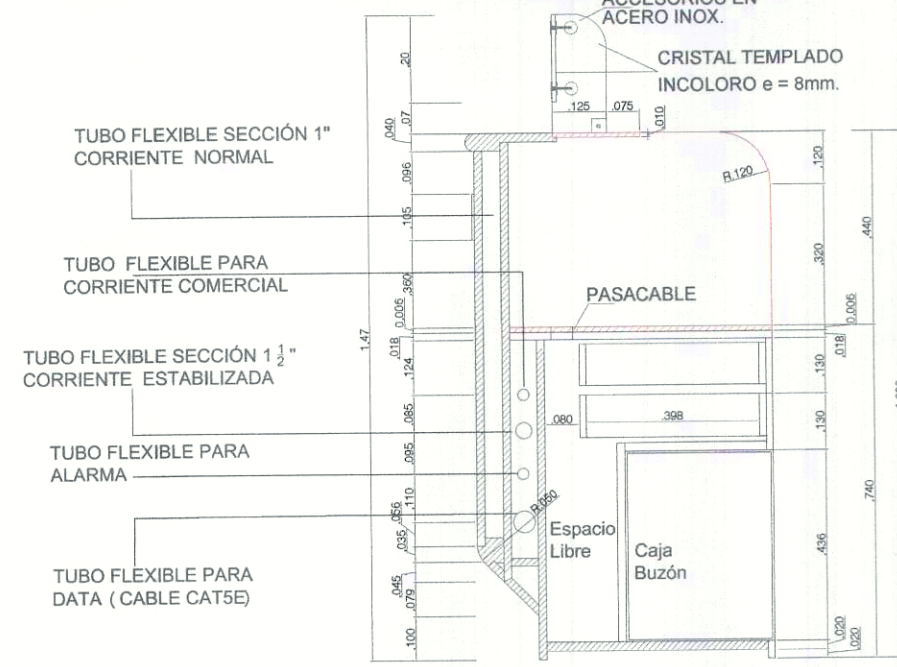 ACCESORIOS EN
ACERO INOX.
CRISTAL TEMPLADO
INCOLORO e = 8mm.
.125 .075 .010
TUBO FLEXIBLE SECCIÓN 1"
CORRIENTE NORMAL
TUBO FLEXIBLE PARA
CORRIENTE COMERCIAL
TUBO FLEXIBLE SECCIÓN 1 1/2"
CORRIENTE ESTABILIZADA
TUBO FLEXIBLE PARA
ALARMA
TUBO FLEXIBLE PARA
DATA ( CABLE CAT5E)
1.47
.20
.07
.040
.096
.105
.360
0.006
.018
.124
.085
.095
.110
.056
.035
.045
.079
.100
R.120
PASACABLE
.080
.398
R.050
Espacio
Libre
Caja
Buzón
.120
.320
.440
0.006
.018
.130
.130
.740
.436
.020
.020